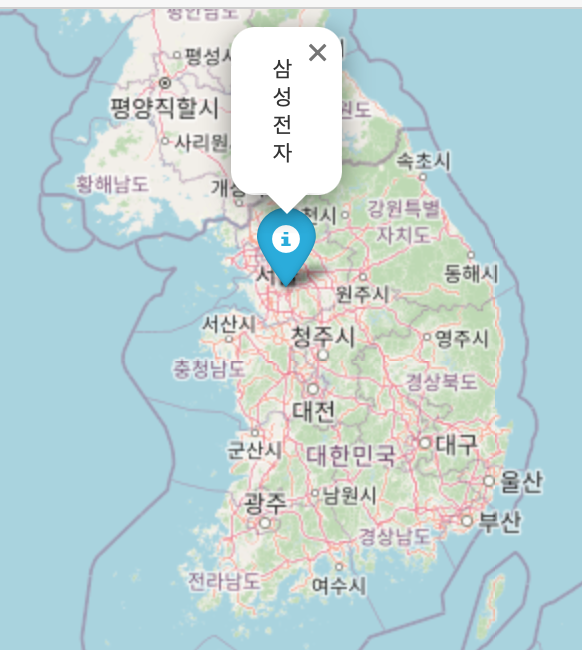 평성시
삼
성
전
자
평양직할시
사리원
속초시
황해남도
강원특별
자치도
동해시
원주시
서산시
청주시
영주시
충청남도
경상북도
대전
군산시
대한민국
대구
울산
광주
남원시
부산
경상남도
전라남도
여수시